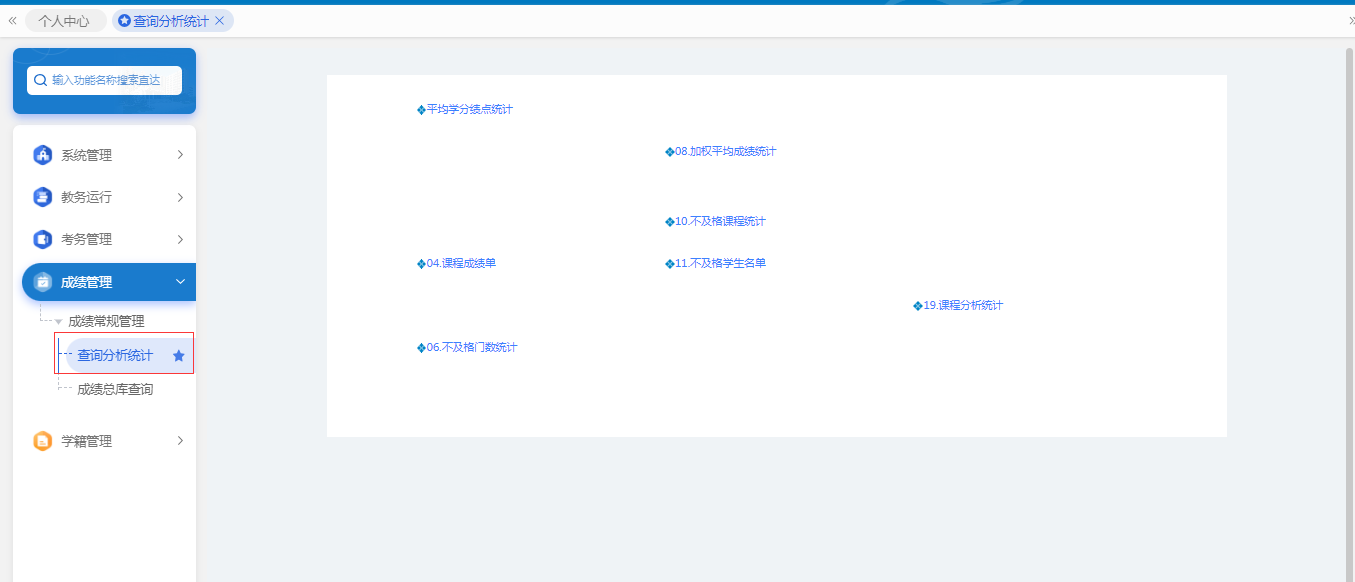 个人中心
查询分析统计
输入功能名称搜索直达
系统管理
教务运行
考务管理
成绩管理
成绩常规管理
查询分析统计
成绩总库查询
学籍管理
平均学分绩点统计
08.加权平均成绩统计
10.不及格课程统计
04.课程成绩单
11.不及格学生名单
19.课程分析统计
06.不及格门数统计